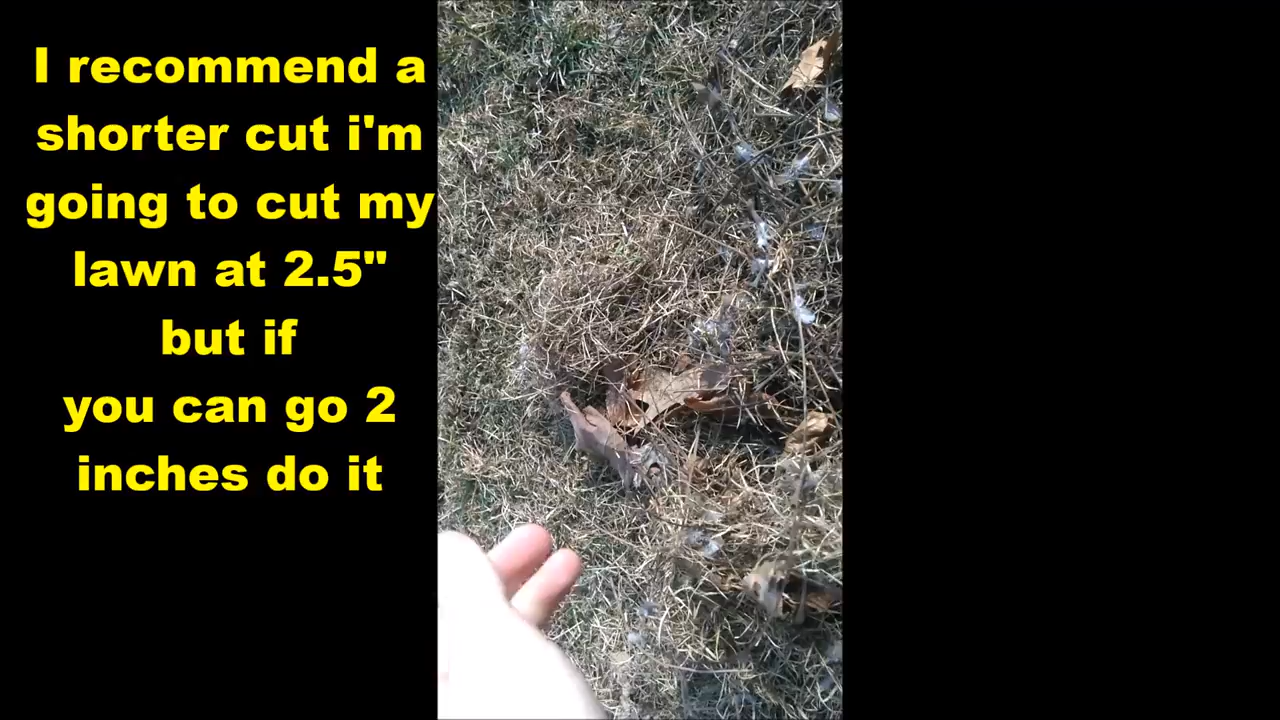 I recommend a
shorter cut i'm
going to cut my
lawn at 2.5"
but if
you can go 2
inches do it